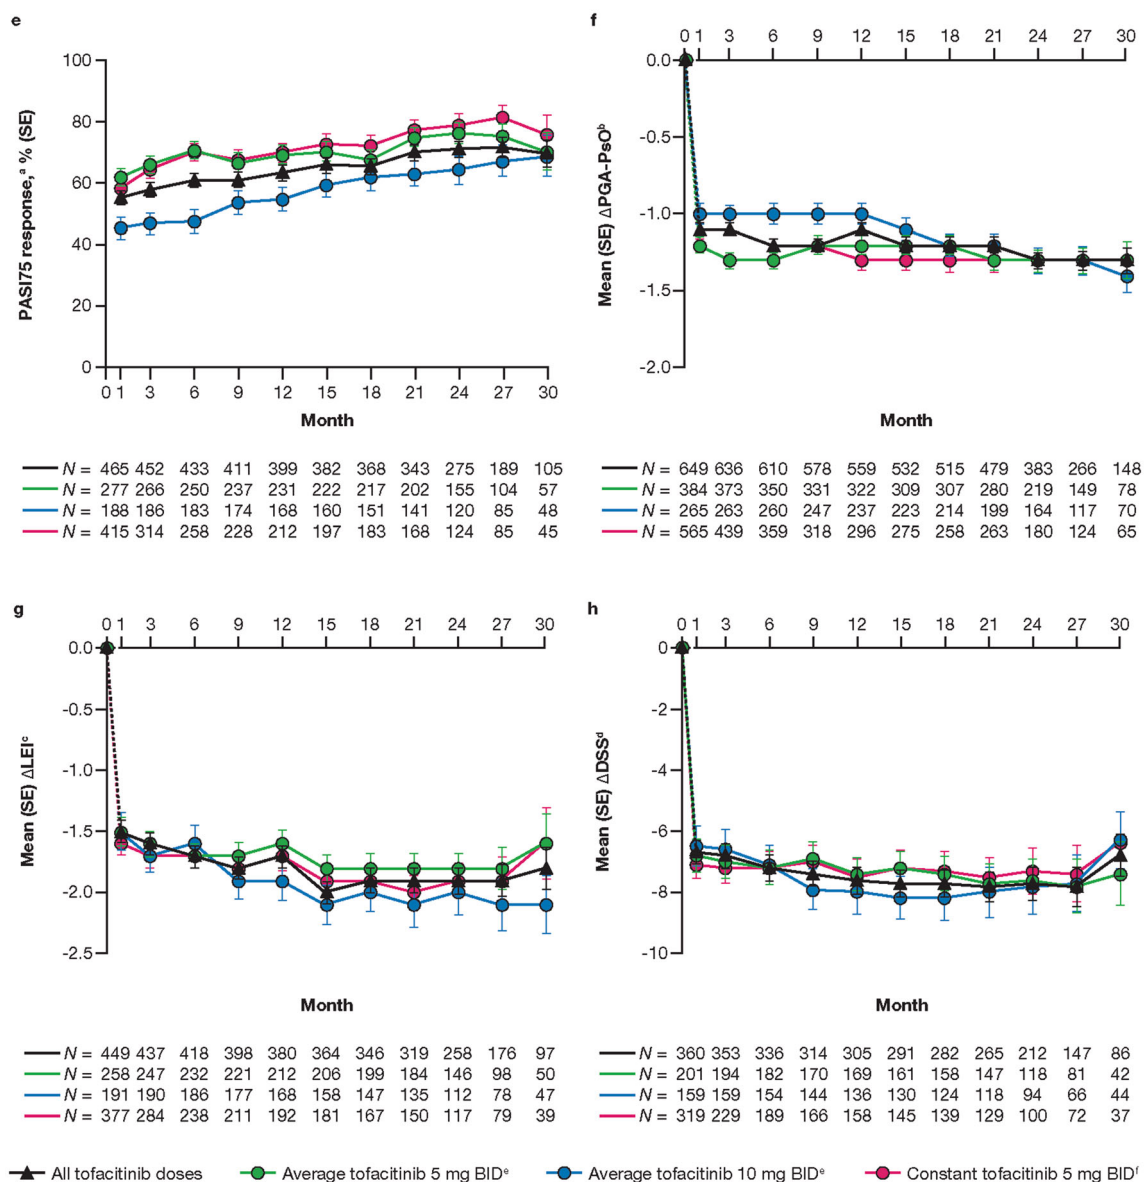 e
PASI75 response,ᵃ % (SE)
100
80
60
40
20
0
0 1 3 6 9 12 15 18 21 24 27 30
Month
N = 465 452 433 411 399 382 368 343 275 189 105
N = 277 266 250 237 231 222 217 202 155 104 57
N = 188 186 183 174 168 160 151 141 120 85 48
N = 415 314 258 228 212 197 183 168 124 85 45
f
0 1 3 6 9 12 15 18 21 24 27 30
Mean (SE) ΔPGA-PsOᵇ
0.0
-0.5
-1.0
-1.5
-2.0
Month
N = 649 636 610 578 559 532 515 479 383 266 148
N = 384 373 350 331 322 309 307 280 219 149 78
N = 265 263 260 247 237 223 214 199 164 117 70
N = 565 439 359 318 296 275 258 263 180 124 65
g
0 1 3 6 9 12 15 18 21 24 27 30
Mean (SE) ΔLEIᶜ
0.0
-0.5
-1.0
-1.5
-2.0
-2.5
Month
N = 449 437 418 398 380 364 346 319 258 176 97
N = 258 247 232 221 212 206 199 184 146 98 50
N = 191 190 186 177 168 158 147 135 112 78 47
N = 377 284 238 211 192 181 167 150 117 79 39
h
0 1 3 6 9 12 15 18 21 24 27 30
Mean (SE) ΔDSSᵈ
0
-2
-4
-6
-8
-10
Month
N = 360 353 336 314 305 291 282 265 212 147 86
N = 201 194 182 170 169 161 158 147 118 81 42
N = 159 159 154 144 136 130 124 118 94 66 44
N = 319 229 189 166 158 145 139 129 100 72 37
All tofacitinib doses Average tofacitinib 5 mg BIDᵉ Average tofacitinib 10 mg BIDᵉ Constant tofacitinib 5 mg BIDᶠ